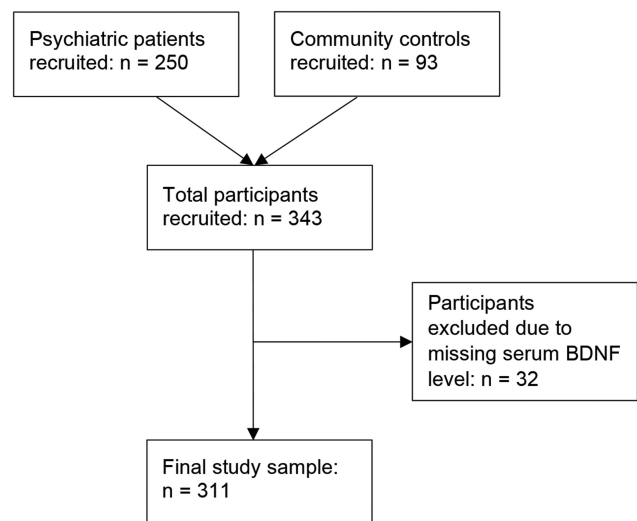 Psychiatric patients
recruited: n = 250
Community controls
recruited: n = 93
Total participants
recruited: n = 343
Participants
excluded due to
missing serum BDNF
level: n = 32
Final study sample:
n = 311